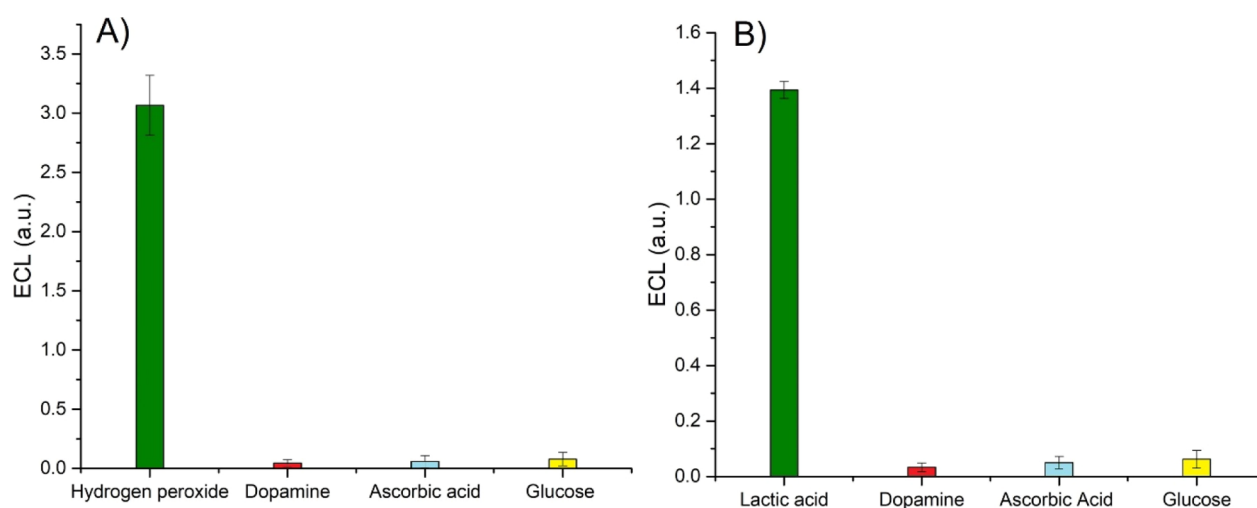 A)
ECL (a.u.)
3.5
3.0
2.5
2.0
1.5
1.0
0.5
0.0
Hydrogen peroxide Dopamine Ascorbic acid Glucose
B)
ECL (a.u.)
1.6
1.4
1.2
1.0
0.8
0.6
0.4
0.2
0.0
Lactic acid Dopamine Ascorbic Acid Glucose